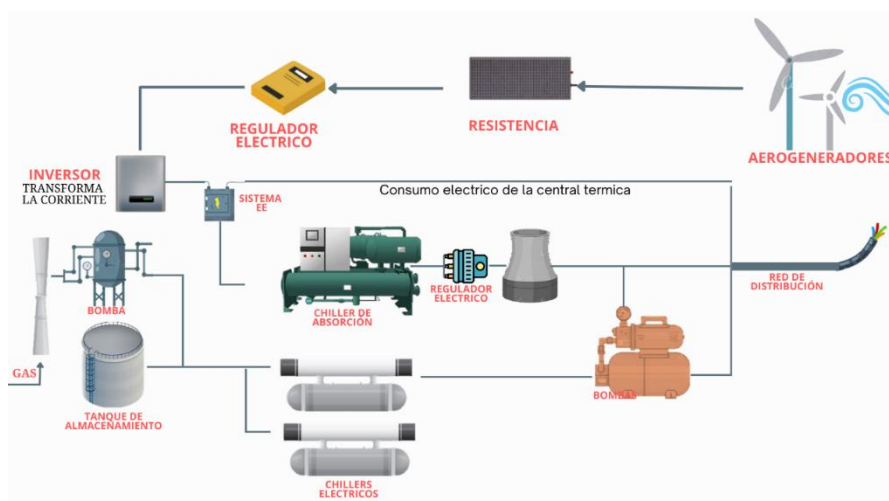 REGULADOR
ELECTRICO
RESISTENCIA
AEROGENERADORES
INVERSOR
TRANSFORMA
LA CORRIENTE
SISTEMA
EE
Consumo electrico de la central termica
BOMBA
CHILLER DE
ABSORCIÓN
REGULADOR
ELECTRICO
RED DE
DISTRIBUCIÓN
GAS
TANQUE DE
ALMACENAMIENTO
BOMBA
CHILLERS
ELECTRICOS